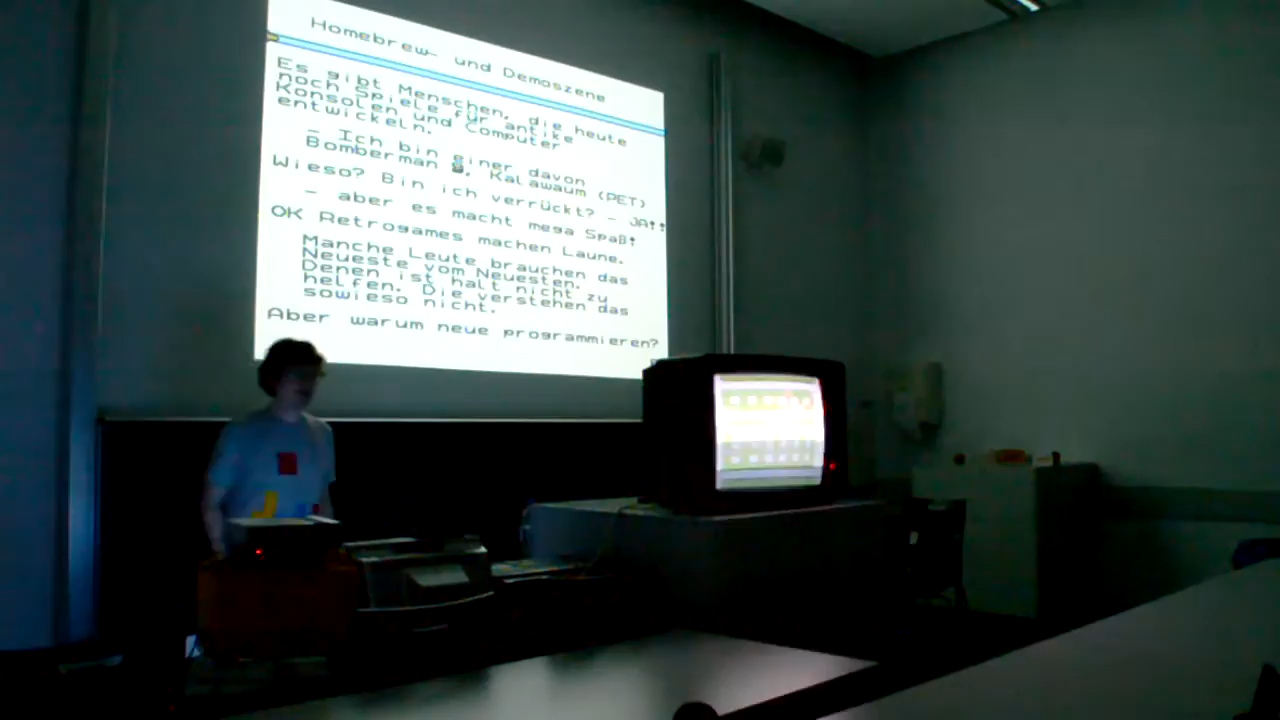 Homebrew- und Demoszene
Es gibt Menschen, die heute
noch Spiele für antike
Konsolen und Computer
entwickeln.
- Ich bin einer davon
Bomberman , Kalawaum (PET)
Wieso? Bin ich verrückt? - JA!!
- aber es macht mega Spaß!
OK Retrogames machen Laune.
Manche Leute brauchen das
Neueste vom Neuesten.
Denen ist halt nicht zu
helfen. Die verstehen das
sowieso nicht.
Aber warum neue programmieren?